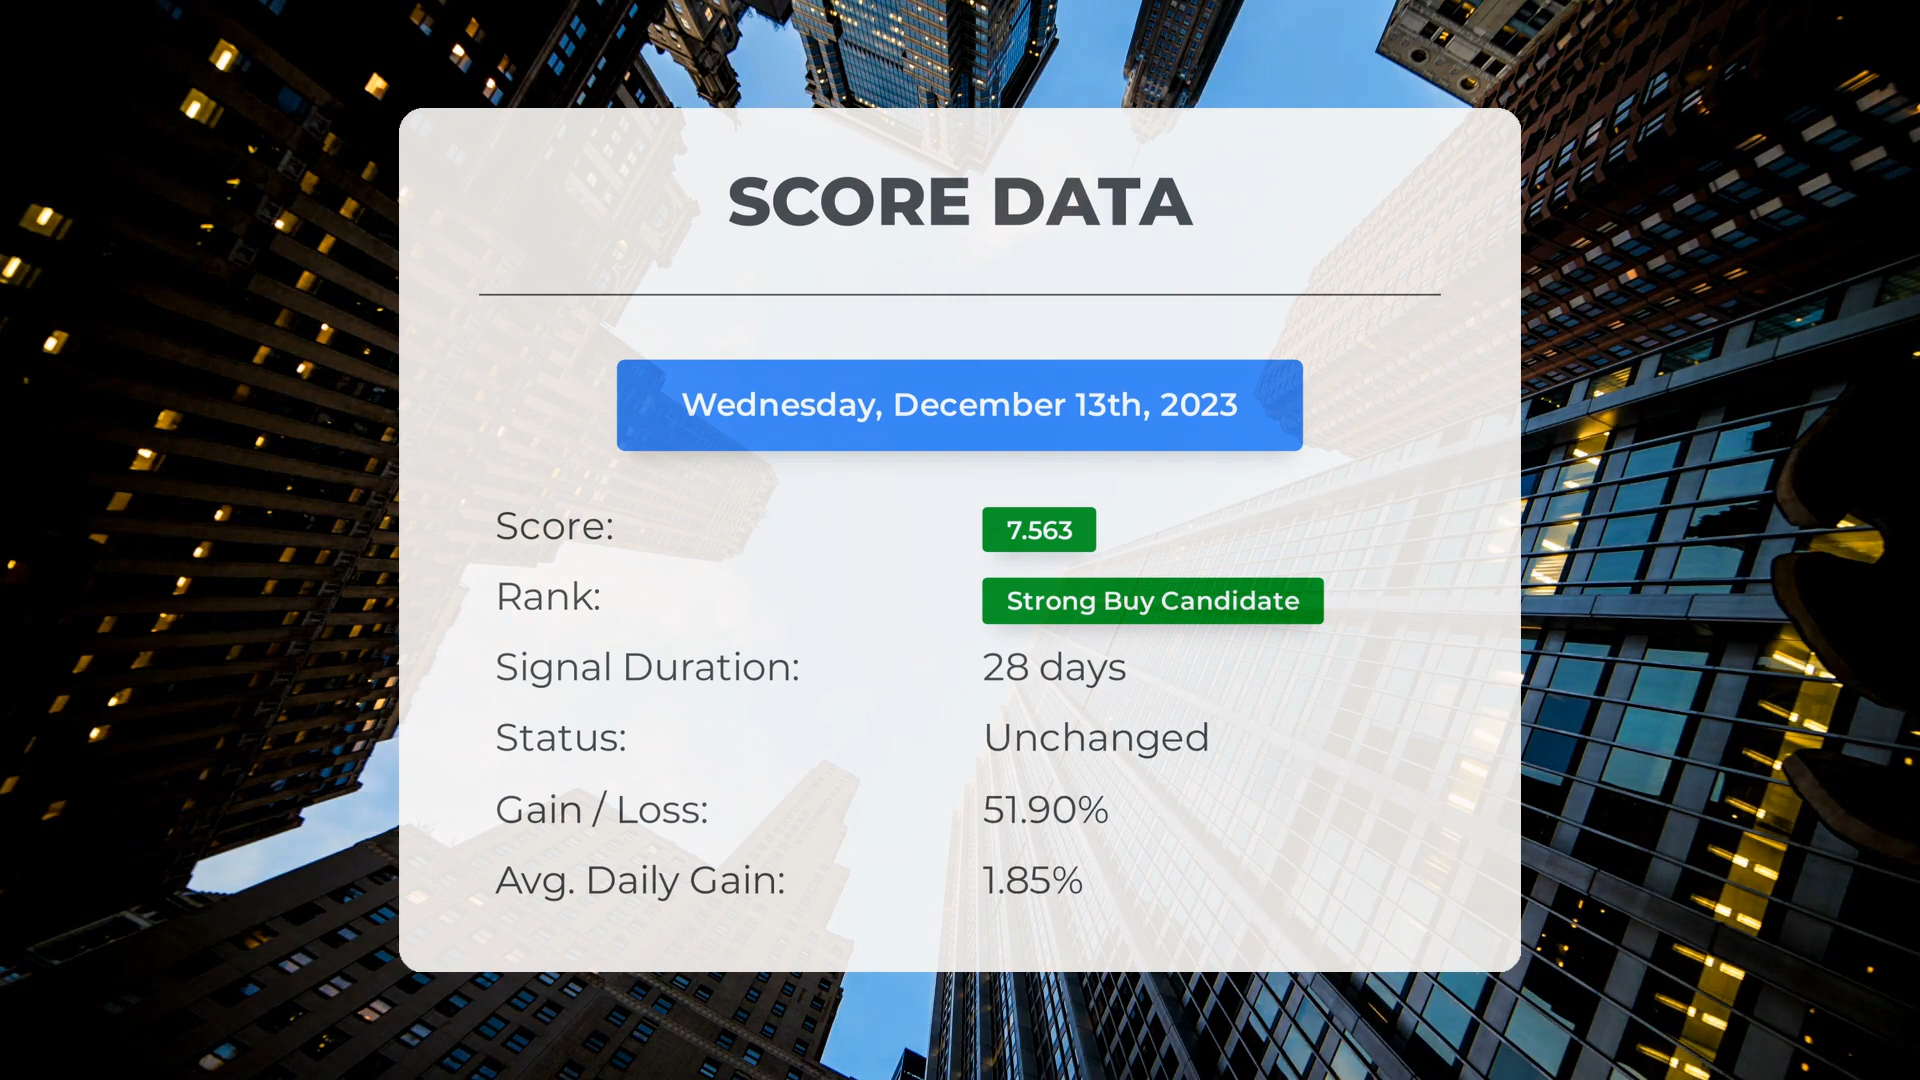 SCORE DATA
Wednesday, December 13th, 2023
Score: 7.563
Rank: Strong Buy Candidate
Signal Duration: 28 days
Status: Unchanged
Gain / Loss: 51.90%
Avg. Daily Gain: 1.85%